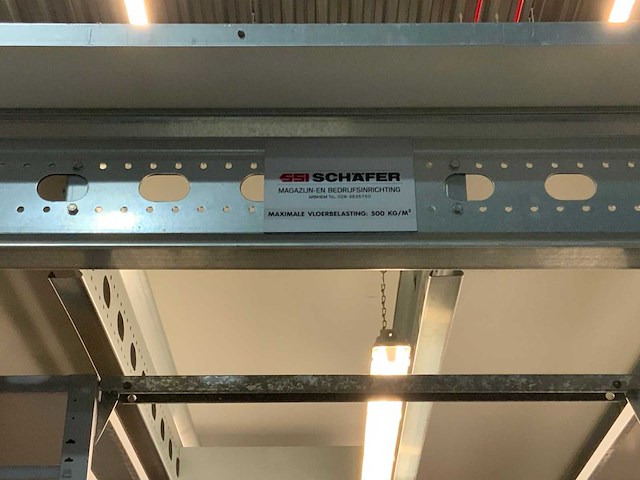 SSI SCHÄFER
MAGAZIJN-EN BEDRIJFSINRICHTING
MAXIMALE VLOERBELASTING: 500 KG/M²